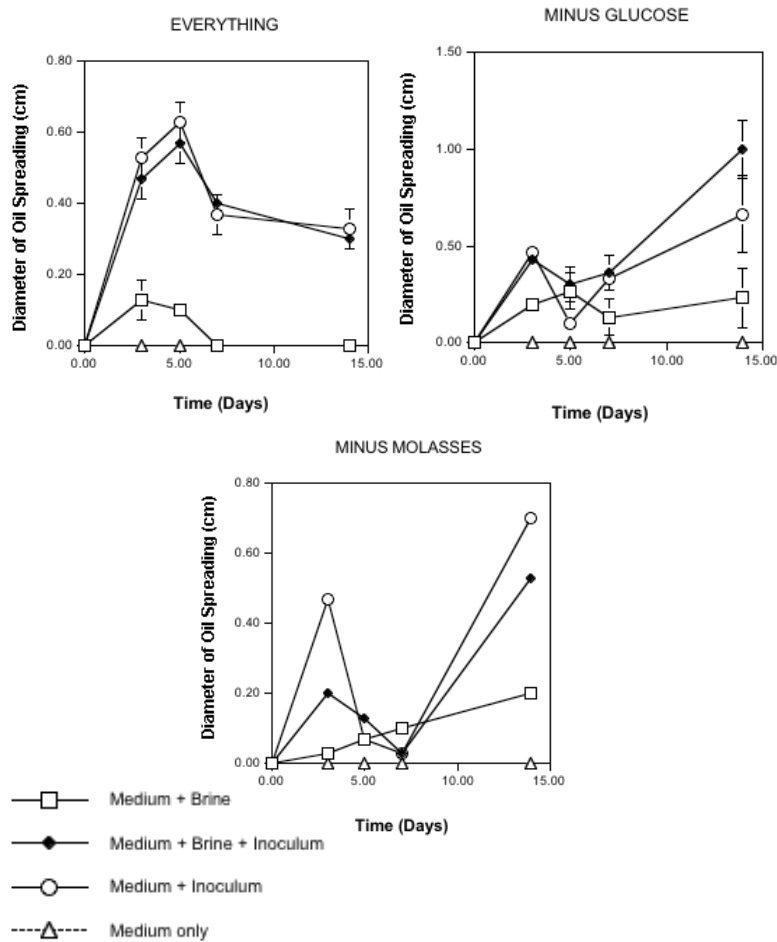 EVERYTHING
Diameter of Oil Spreading (cm)
0.80
0.60
0.40
0.20
0.00
0.00 5.00 10.00 15.00
Time (Days)
MINUS GLUCOSE
Diameter of Oil Spreading (cm)
1.50
1.00
0.50
0.00
0.00 5.00 10.00 15.00
Time (Days)
MINUS MOLASSES
Diameter of Oil Spreading (cm)
0.80
0.60
0.40
0.20
0.00
0.00 5.00 10.00 15.00
Time (Days)
Medium + Brine
Medium + Brine + Inoculum
Medium + Inoculum
Medium only